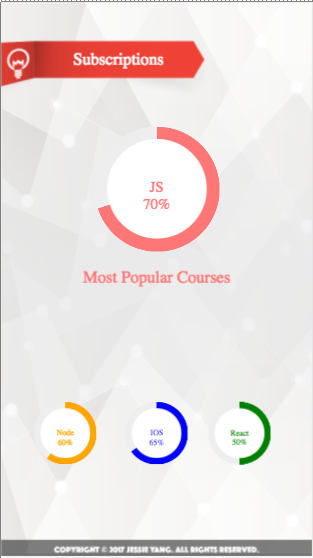 Subscriptions
JS
70%
Most Popular Courses
Node
60%
IOS
65%
React
50%
COPYRIGHT © 2017 JESSIE YANG. ALL RIGHTS RESERVED.